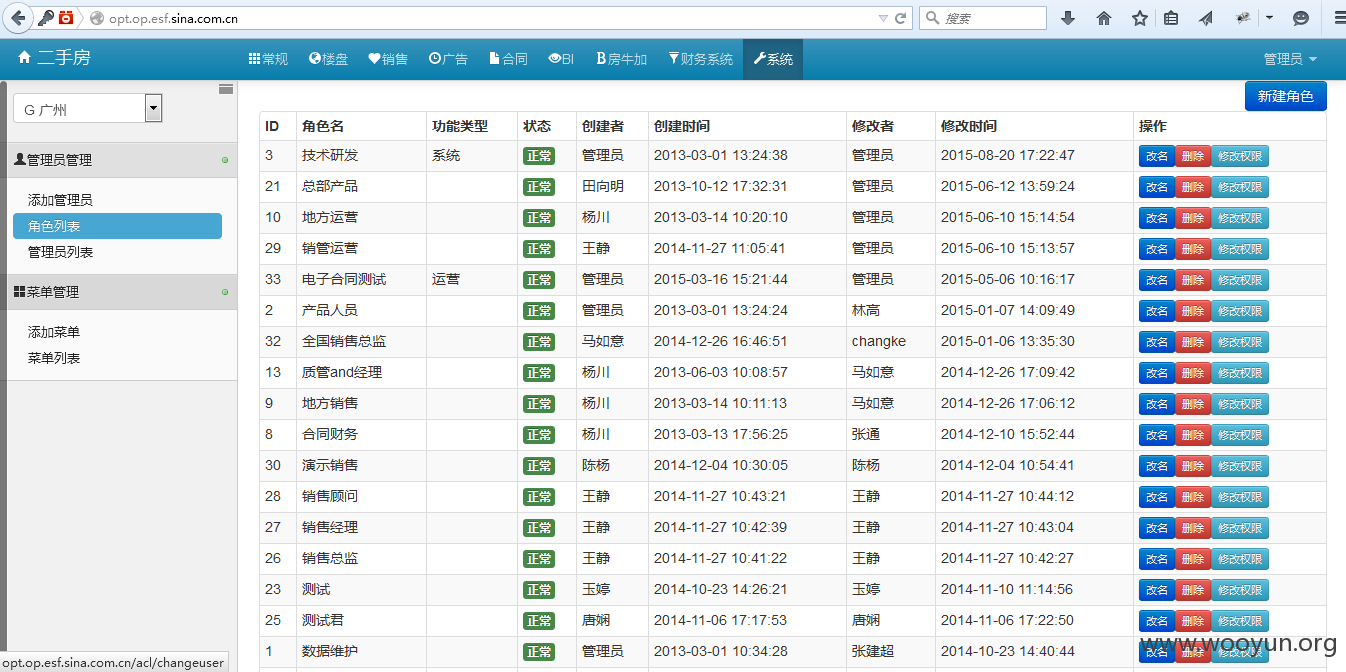 opt.op.esf.sina.com.cn
搜索
二手房 常规 楼盘 销售 广告 合同 BI 房牛加 财务系统 系统 管理员
G 广州
管理员管理
添加管理员
角色列表
管理员列表
菜单管理
添加菜单
菜单列表
新建角色
ID 角色名 功能类型 状态 创建者 创建时间 修改者 修改时间 操作
3 技术研发 系统 正常 管理员 2013-03-01 13:24:38 管理员 2015-08-20 17:22:47 改名 删除 修改权限
21 总部产品 正常 田向明 2013-10-12 17:32:31 管理员 2015-06-12 13:59:24 改名 删除 修改权限
10 地方运营 正常 杨川 2013-03-14 10:20:10 管理员 2015-06-10 15:14:54 改名 删除 修改权限
29 销管运营 正常 王静 2014-11-27 11:05:41 管理员 2015-06-10 15:13:57 改名 删除 修改权限
33 电子合同测试 运营 正常 管理员 2015-03-16 15:21:44 管理员 2015-05-06 10:16:17 改名 删除 修改权限
2 产品人员 正常 管理员 2013-03-01 13:24:24 林高 2015-01-07 14:09:49 改名 删除 修改权限
32 全国销售总监 正常 马如意 2014-12-26 16:46:51 changke 2015-01-06 13:35:30 改名 删除 修改权限
13 质管and经理 正常 杨川 2013-06-03 10:08:57 马如意 2014-12-26 17:09:42 改名 删除 修改权限
9 地方销售 正常 杨川 2013-03-14 10:11:13 马如意 2014-12-26 17:06:12 改名 删除 修改权限
8 合同财务 正常 杨川 2013-03-13 17:56:25 张通 2014-12-10 15:52:44 改名 删除 修改权限
30 演示销售 正常 陈杨 2014-12-04 10:30:05 陈杨 2014-12-04 10:54:41 改名 删除 修改权限
28 销售顾问 正常 王静 2014-11-27 10:43:21 王静 2014-11-27 10:44:12 改名 删除 修改权限
27 销售经理 正常 王静 2014-11-27 10:42:39 王静 2014-11-27 10:43:04 改名 删除 修改权限
26 销售总监 正常 王静 2014-11-27 10:41:22 王静 2014-11-27 10:42:27 改名 删除 修改权限
23 测试 正常 玉婷 2014-10-23 14:26:21 玉婷 2014-11-10 11:14:56 改名 删除 修改权限
25 测试君 正常 唐娴 2014-11-06 17:17:53 唐娴 2014-11-06 17:22:50 改名 删除 修改权限
1 数据维护 正常 管理员 2013-03-01 10:34:28 张建超 2014-10-23 14:40:44 改名 删除 修改权限
www.wooyun.org
opt.op.esf.sina.com.cn/acl/changeuser